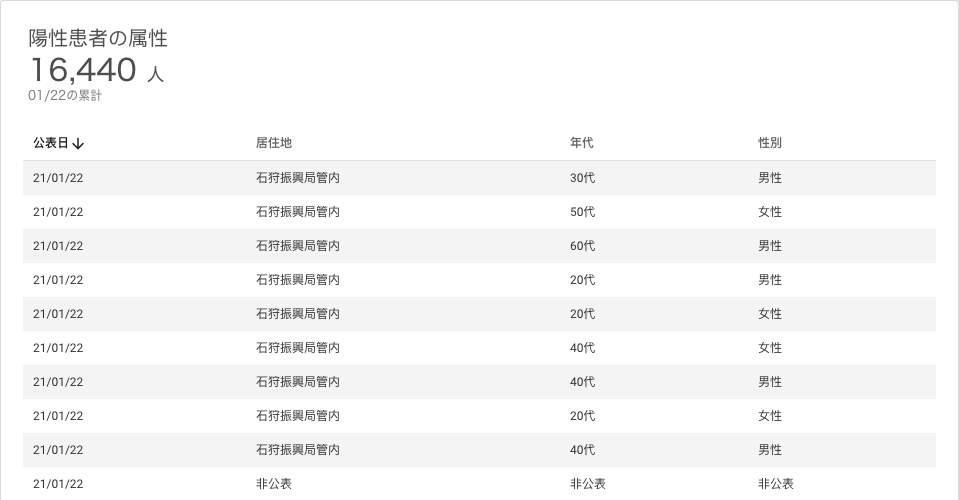 陽性患者の属性
16,440 人
01/22の累計
公表日↓ 居住地 年代 性別
21/01/22 石狩振興局管内 30代 男性
21/01/22 石狩振興局管内 50代 女性
21/01/22 石狩振興局管内 60代 男性
21/01/22 石狩振興局管内 20代 男性
21/01/22 石狩振興局管内 20代 女性
21/01/22 石狩振興局管内 40代 女性
21/01/22 石狩振興局管内 40代 男性
21/01/22 石狩振興局管内 20代 女性
21/01/22 石狩振興局管内 40代 男性
21/01/22 非公表 非公表 非公表